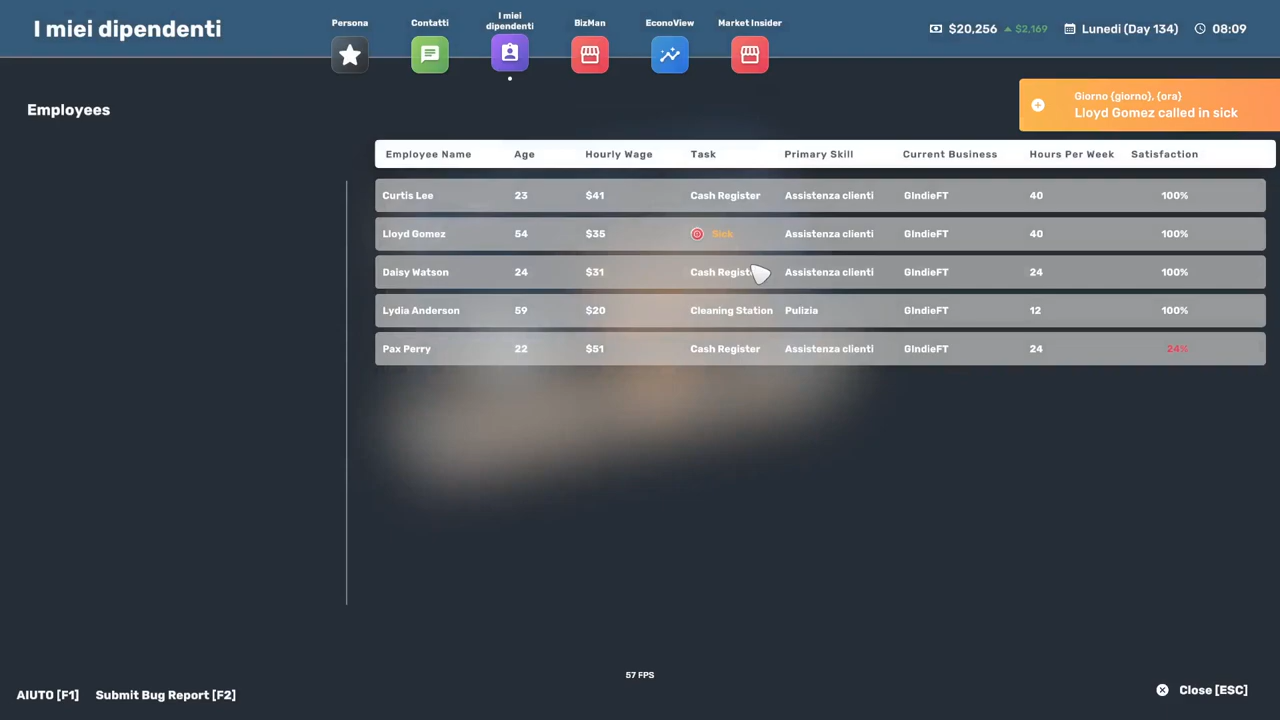 I miei dipendenti
Persona
Contatti
I miei
dipendenti
BizMan
EconoView
Market Insider
$20,256 $2,169 Lunedì (Day 134) 08:09
Employees
Giorno {giorno}, {ora}
Lloyd Gomez called in sick
Employee Name Age Hourly Wage Task Primary Skill Current Business Hours Per Week Satisfaction
Curtis Lee 23 $41 Cash Register Assistenza clienti GIndieFT 40 100%
Lloyd Gomez 54 $35 Sick Assistenza clienti GIndieFT 40 100%
Daisy Watson 24 $31 Cash Register Assistenza clienti GIndieFT 24 100%
Lydia Anderson 59 $20 Cleaning Station Pulizia GIndieFT 12 100%
Pax Perry 22 $51 Cash Register Assistenza clienti GIndieFT 24 24%
57 FPS
AIUTO [F1] Submit Bug Report [F2]
Close [ESC]